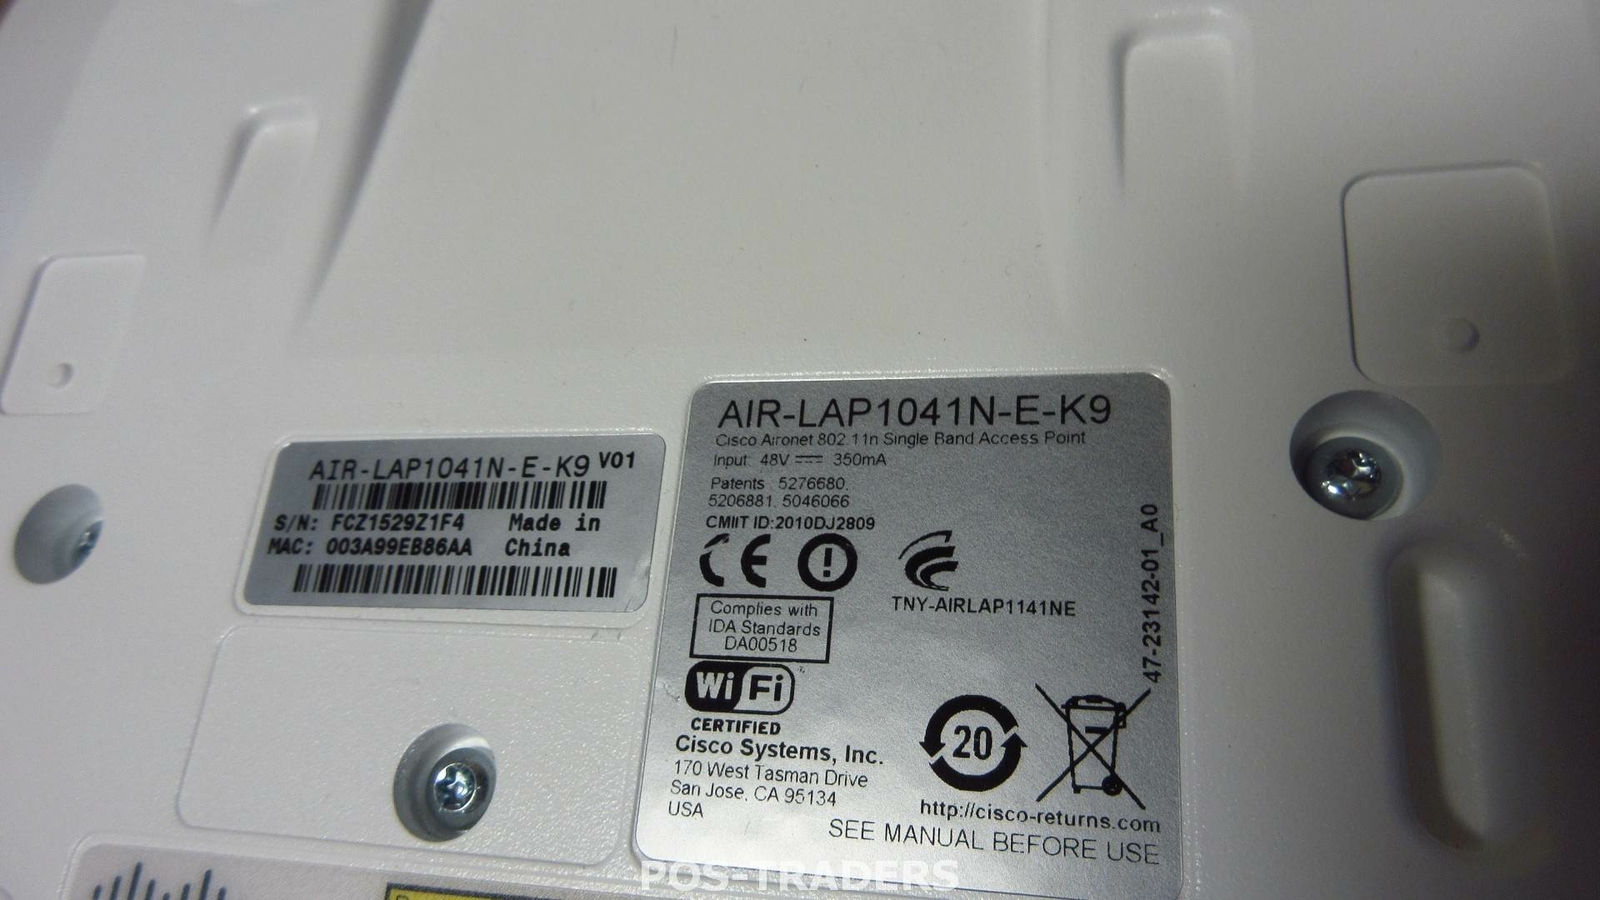 AIR-LAP1041N-E-K9 V01
S/N: FCZ1529Z1F4 Made in
MAC: 003A99EB86AA China
AIR-LAP1041N-E-K9
Cisco Aironet 802.11n Single Band Access Point
Input: 48V 350mA
Patents 5276680,
5206881, 5046066
CMIIT ID:2010DJ2809
CE
TNY-AIRLAP1141NE
47-23142-01_A0
Complies with
IDA Standards
DA00518
Wi Fi
CERTIFIED
Cisco Systems, Inc.
170 West Tasman Drive
San Jose, CA 95134
USA
20
http://cisco-returns.com
SEE MANUAL BEFORE USE
POS-TRADERS